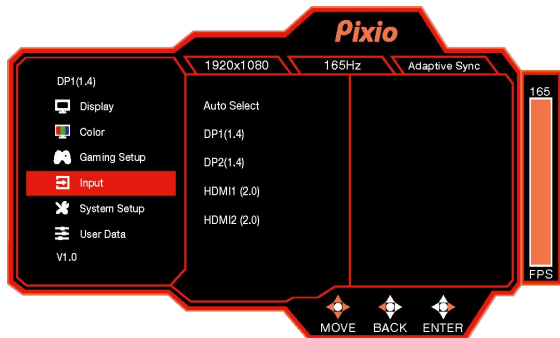 Pixio
1920x1080
165Hz
Adaptive Sync
DP1(1.4)
Display
Color
Gaming Setup
Input
System Setup
User Data
V1.0
Auto Select
DP1(1.4)
DP2(1.4)
HDMI1 (2.0)
HDMI2 (2.0)
165
FPS
MOVE
BACK
ENTER